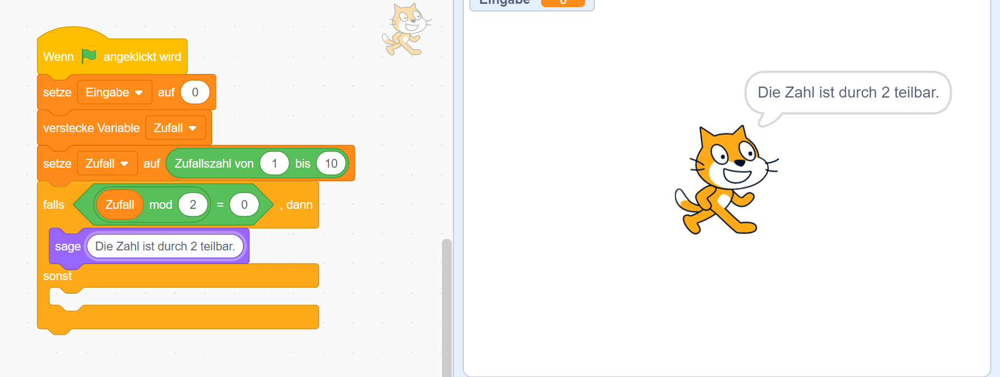 Wenn angeklickt wird
setze Eingabe auf 0
verstecke Variable Zufall
setze Zufall auf Zufallszahl von 1 bis 10
falls Zufall mod 2 = 0 , dann
sage Die Zahl ist durch 2 teilbar.
sonst
Eingabe 0
Die Zahl ist durch 2 teilbar.